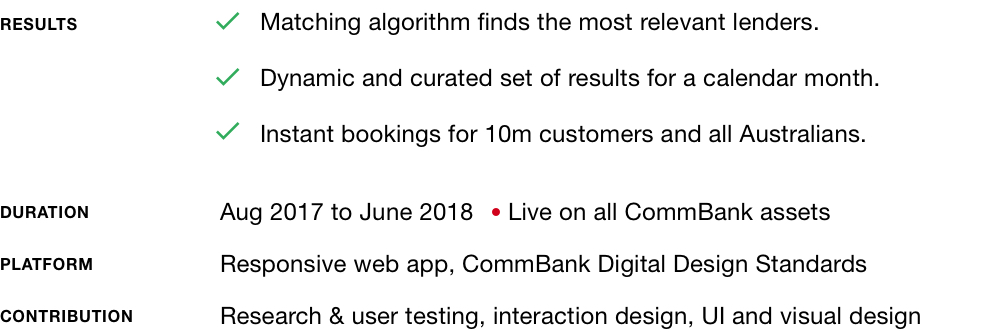 RESULTS Matching algorithm finds the most relevant lenders.
Dynamic and curated set of results for a calendar month.
Instant bookings for 10m customers and all Australians.
DURATION Aug 2017 to June 2018 • Live on all CommBank assets
PLATFORM Responsive web app, CommBank Digital Design Standards
CONTRIBUTION Research & user testing, interaction design, UI and visual design